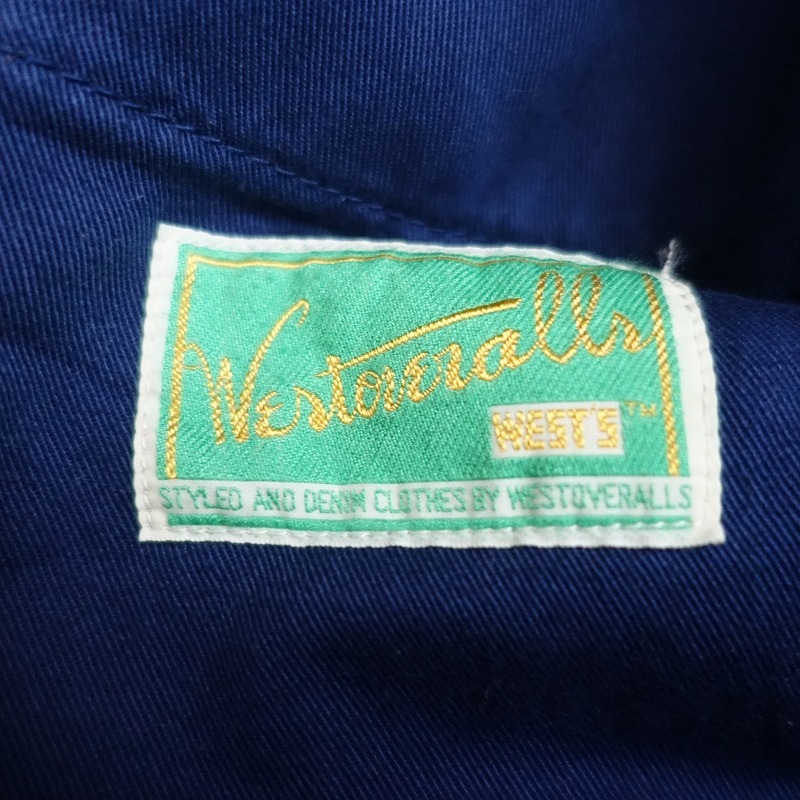 Westoveralls
WEST'S™
STYLED AND DENIM CLOTHES BY WESTOVERALLS